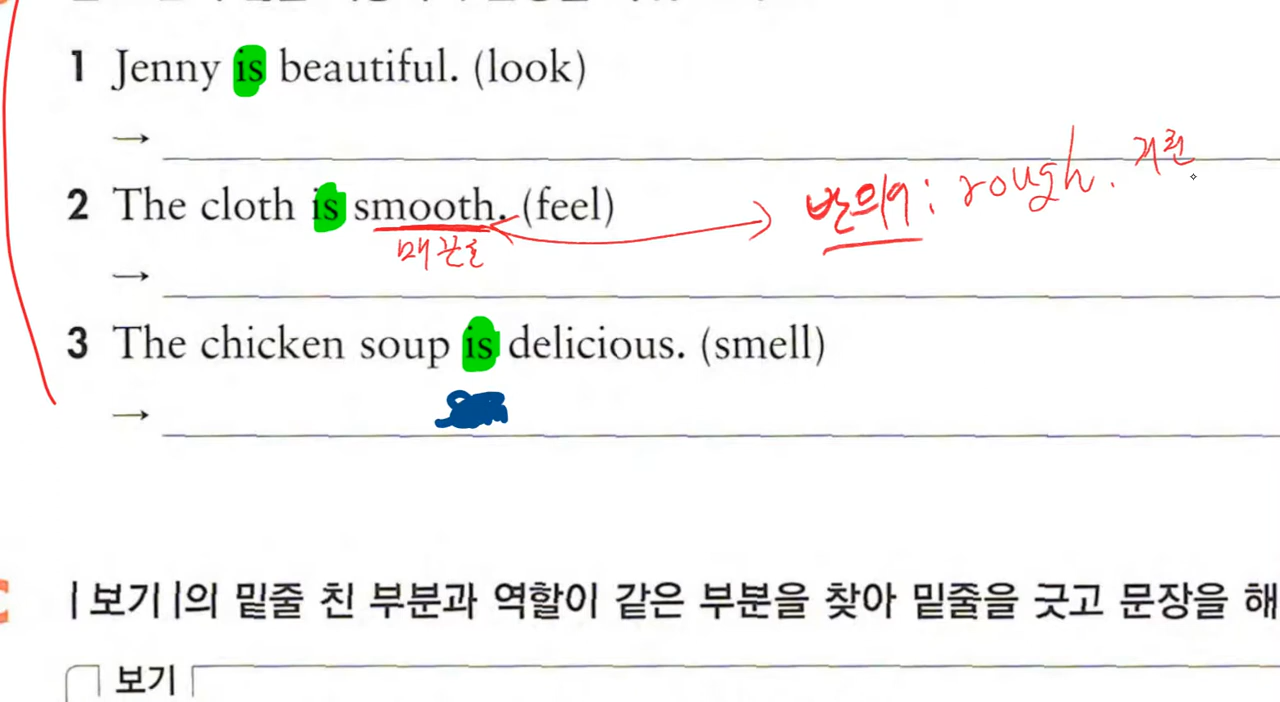 1 Jenny is beautiful. (look)
→
2 The cloth is smooth. (feel)
반의어 : rough. 거친
매끈한
→
3 The chicken soup is delicious. (smell)
→
C |보기|의 밑줄 친 부분과 역할이 같은 부분을 찾아 밑줄을 긋고 문장을 해
보기